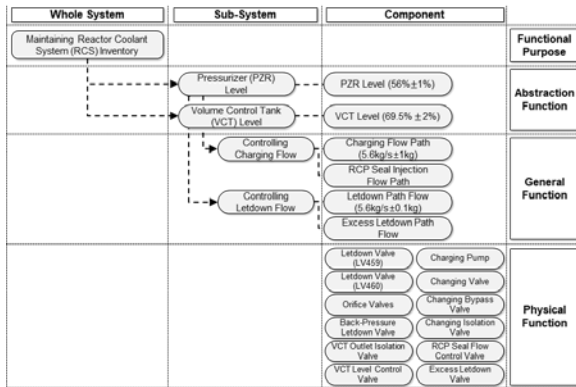 Whole System
Sub-System
Component
Maintaining Reactor Coolant
System (RCS) Inventory
Functional
Purpose
Pressurizer (PZR)
Level
PZR Level (56%±1%)
Volume Control Tank
(VCT) Level
VCT Level (69.5% ±2%)
Abstraction
Function
Controlling
Charging Flow
Charging Flow Path
(5.6kg/s±1kg)
RCP Seal Injection
Flow Path
Controlling
Letdown Flow
Letdown Path Flow
(5.6kg/s±0.1kg)
Excess Letdown Path
Flow
General
Function
Letdown Valve
(LV459)
Charging Pump
Letdown Valve
(LV460)
Changing Valve
Orifice Valves
Changing Bypass
Valve
Back-Pressure
Letdown Valve
Changing Isolation
Valve
VCT Outlet Isolation
Valve
RCP Seal Flow
Control Valve
VCT Level Control
Valve
Excess Letdown
Valve
Physical
Function